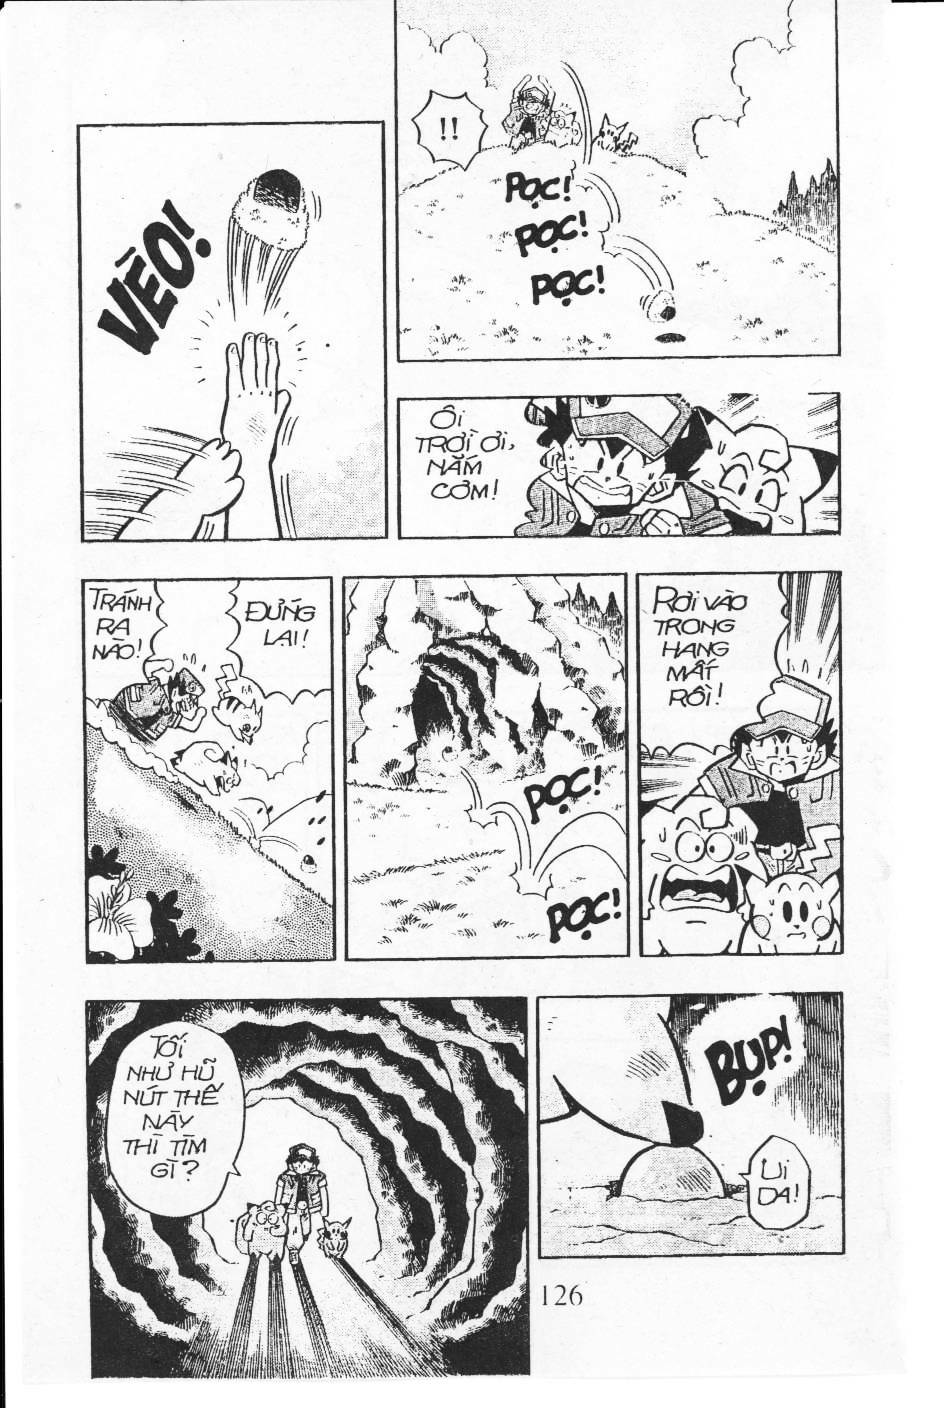 VÈO!
!!
PỌC!
PỌC!
PỌC!
ÔI
TRỜI ƠI,
NẮM
CƠM!
TRÁNH
RA
NÀO!
ĐỨNG
LẠI!
PỌC!
PỌC!
RƠI VÀO
TRONG
HANG
MẤT
RỒI!
TỐI
NHƯ HŨ
NÚT THẾ
NÀY
THÌ TÌM
GÌ?
BỤP!
UI
DA!
126